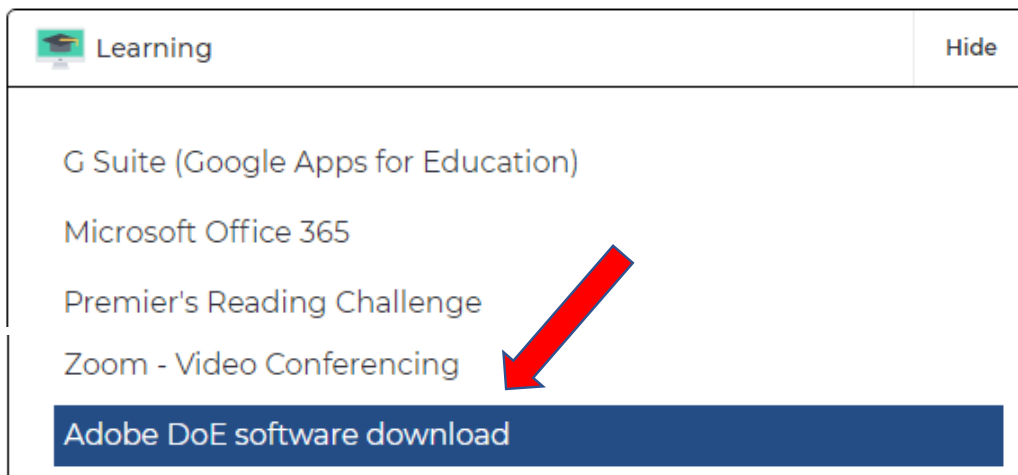 Learning
Hide
G Suite (Google Apps for Education)
Microsoft Office 365
Premier's Reading Challenge
Zoom - Video Conferencing
Adobe DoE software download